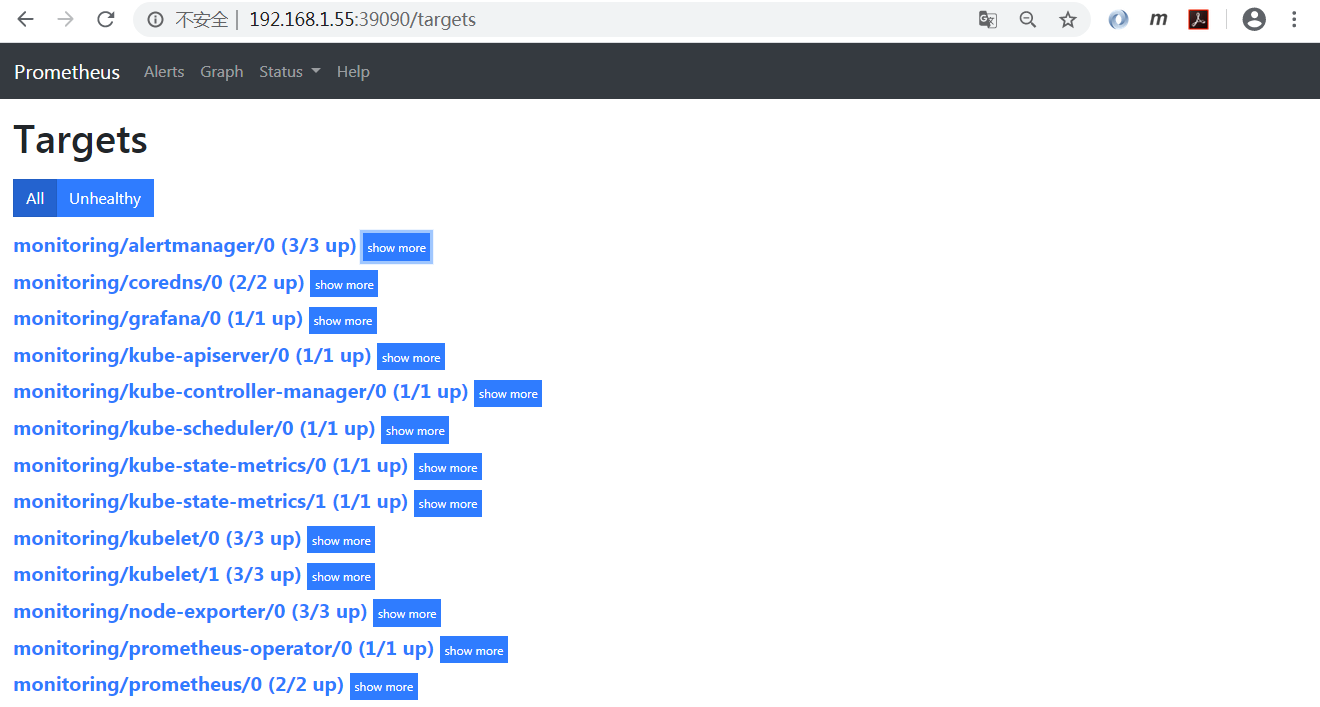 不安全 | 192.168.1.55:39090/targets
Prometheus Alerts Graph Status Help
Targets
All Unhealthy
monitoring/alertmanager/0 (3/3 up) show more
monitoring/coredns/0 (2/2 up) show more
monitoring/grafana/0 (1/1 up) show more
monitoring/kube-apiserver/0 (1/1 up) show more
monitoring/kube-controller-manager/0 (1/1 up) show more
monitoring/kube-scheduler/0 (1/1 up) show more
monitoring/kube-state-metrics/0 (1/1 up) show more
monitoring/kube-state-metrics/1 (1/1 up) show more
monitoring/kubelet/0 (3/3 up) show more
monitoring/kubelet/1 (3/3 up) show more
monitoring/node-exporter/0 (3/3 up) show more
monitoring/prometheus-operator/0 (1/1 up) show more
monitoring/prometheus/0 (2/2 up) show more